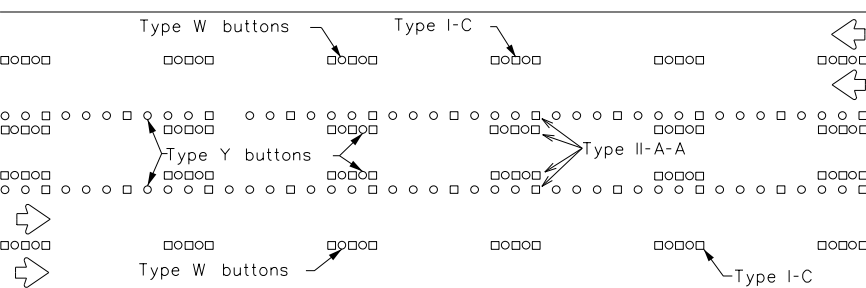 Type W buttons
Type I-C
Type Y buttons
Type II-A-A
Type W buttons
Type I-C